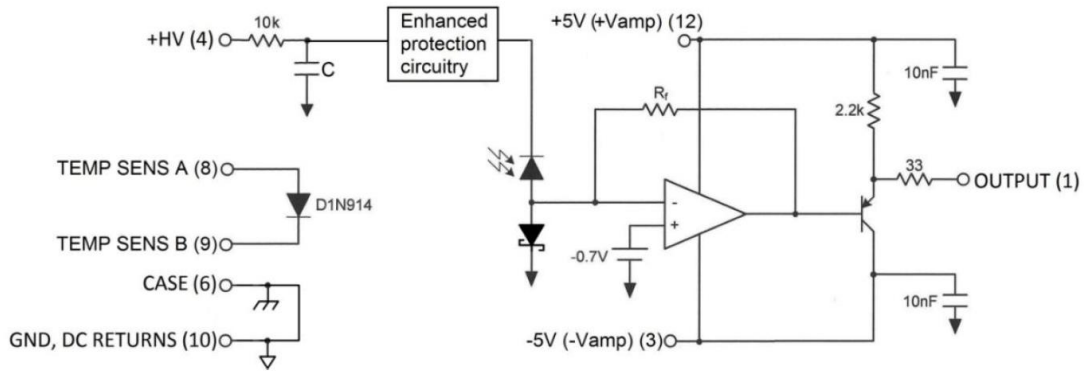 +HV (4)
10k
C
Enhanced
protection
circuitry
+5V (+Vamp) (12)
10nF
2.2k
Rf
33
OUTPUT (1)
TEMP SENS A (8)
D1N914
TEMP SENS B (9)
-
+
-0.7V
CASE (6)
10nF
GND, DC RETURNS (10)
-5V (-Vamp) (3)